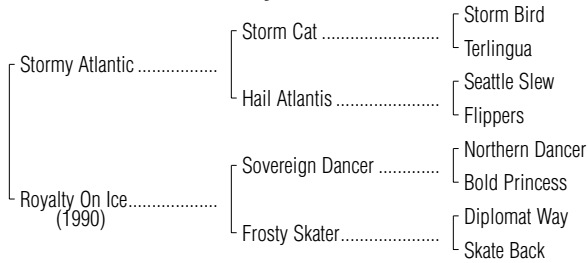 Storm Bird
Storm Cat ........................
Terlingua
Stormy Atlantic ................
Seattle Slew
Hail Atlantis .....................
Flippers
Northern Dancer
Sovereign Dancer ............
Bold Princess
Royalty On Ice..................
(1990)
Diplomat Way
Frosty Skater....................
Skate Back